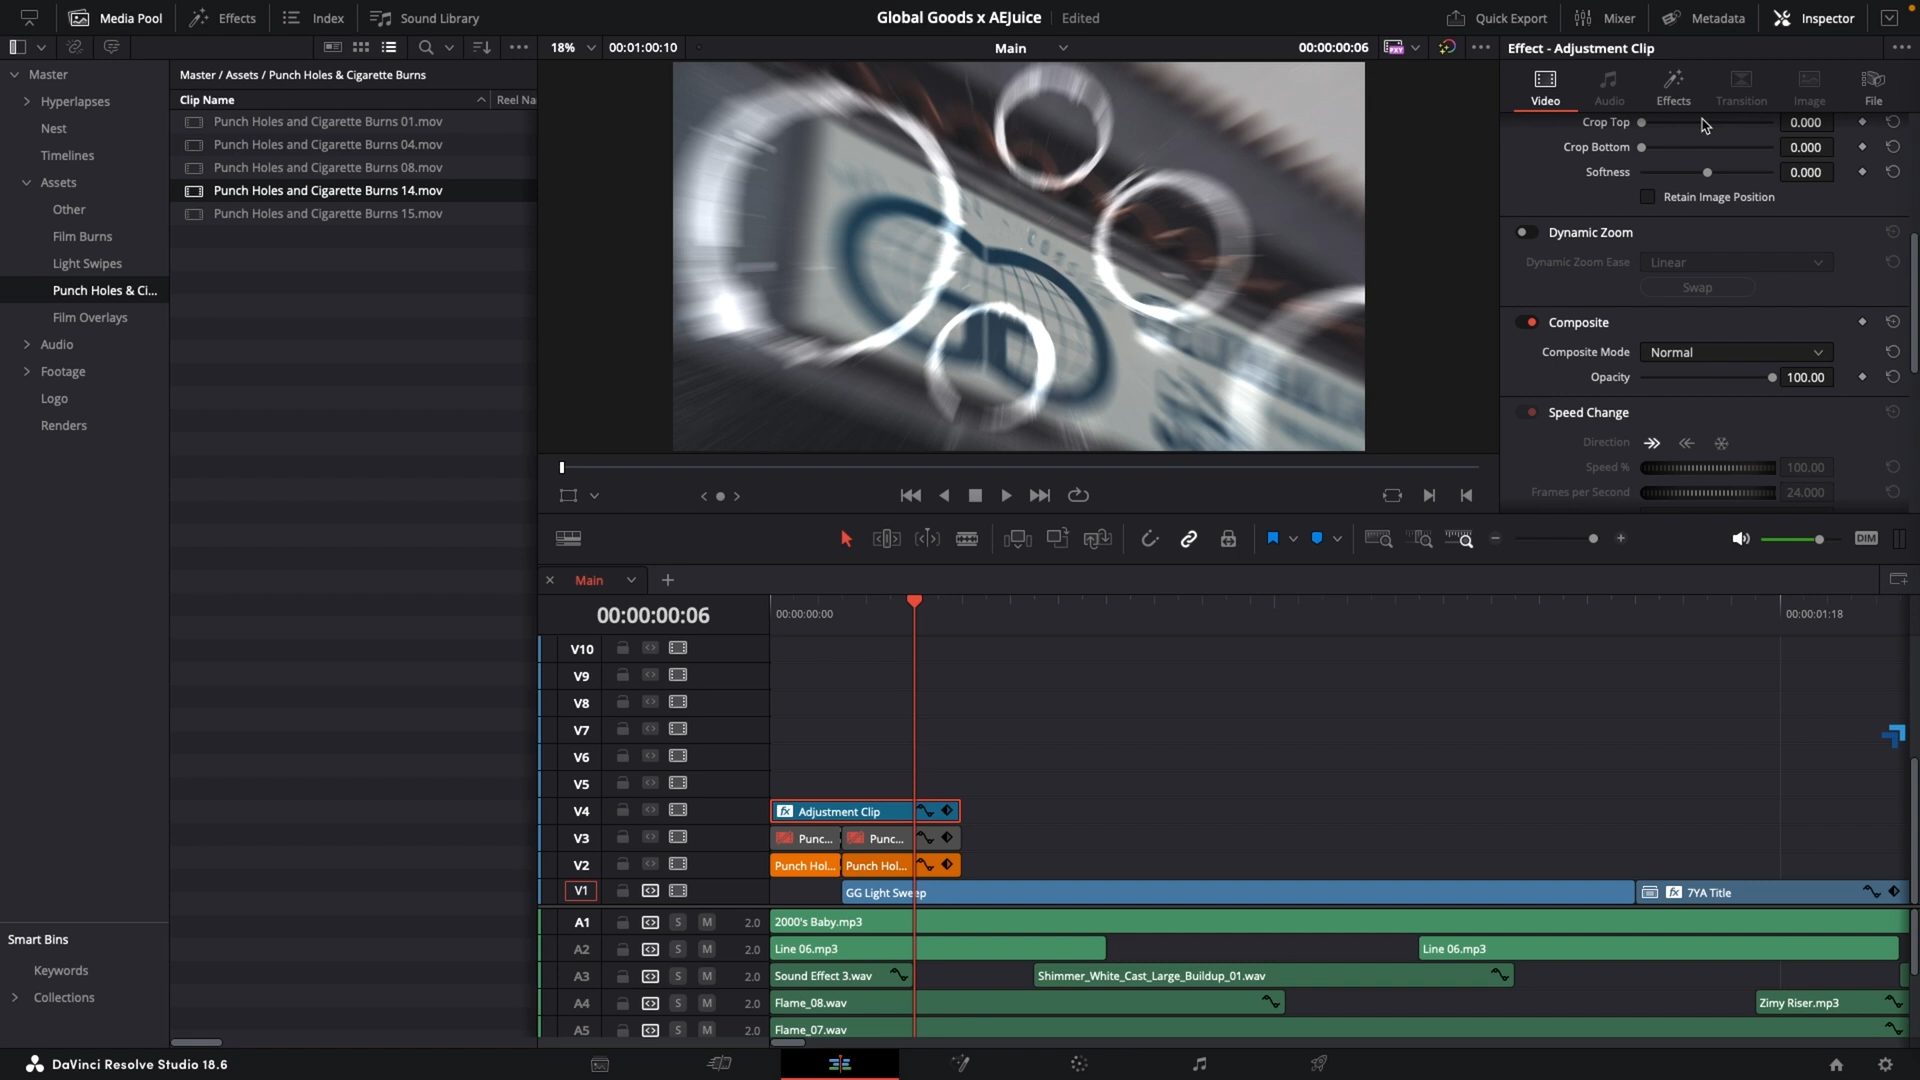 Media Pool
Effects
Index
Sound Library
Global Goods x AEJuice
Edited
Quick Export
Mixer
Metadata
Inspector
18%
00:01:00:10
Main
00:00:00:06
Effect - Adjustment Clip
Master
Hyperlapses
Nest
Timelines
Assets
Other
Film Burns
Light Swipes
Punch Holes & Ci...
Film Overlays
Audio
Footage
Logo
Renders
Master / Assets / Punch Holes & Cigarette Burns
Clip Name
Reel Na
Punch Holes and Cigarette Burns 01.mov
Punch Holes and Cigarette Burns 04.mov
Punch Holes and Cigarette Burns 08.mov
Punch Holes and Cigarette Burns 14.mov
Punch Holes and Cigarette Burns 15.mov
Video
Audio
Effects
Transition
Image
File
Crop Top
0.000
Crop Bottom
0.000
Softness
0.000
Retain Image Position
Dynamic Zoom
Dynamic Zoom Ease
Linear
Swap
Composite
Composite Mode
Normal
Opacity
100.00
Speed Change
Direction
Speed %
100.00
Frames per Second
24.000
DIM
Main
00:00:00:06
00:00:00:00
00:00:01:18
V10
V9
V8
V7
V6
V5
V4
Adjustment Clip
V3
Punc...
Punc...
V2
Punch Hol...
Punch Hol...
V1
GG Light Sweep
7YA Title
A1
S
M
2.0
2000's Baby.mp3
A2
S
M
2.0
Line 06.mp3
Line 06.mp3
A3
S
M
2.0
Sound Effect 3.wav
Shimmer_White_Cast_Large_Buildup_01.wav
A4
S
M
2.0
Flame_08.wav
Zimy Riser.mp3
A5
S
M
2.0
Flame_07.wav
Smart Bins
Keywords
Collections
DaVinci Resolve Studio 18.6